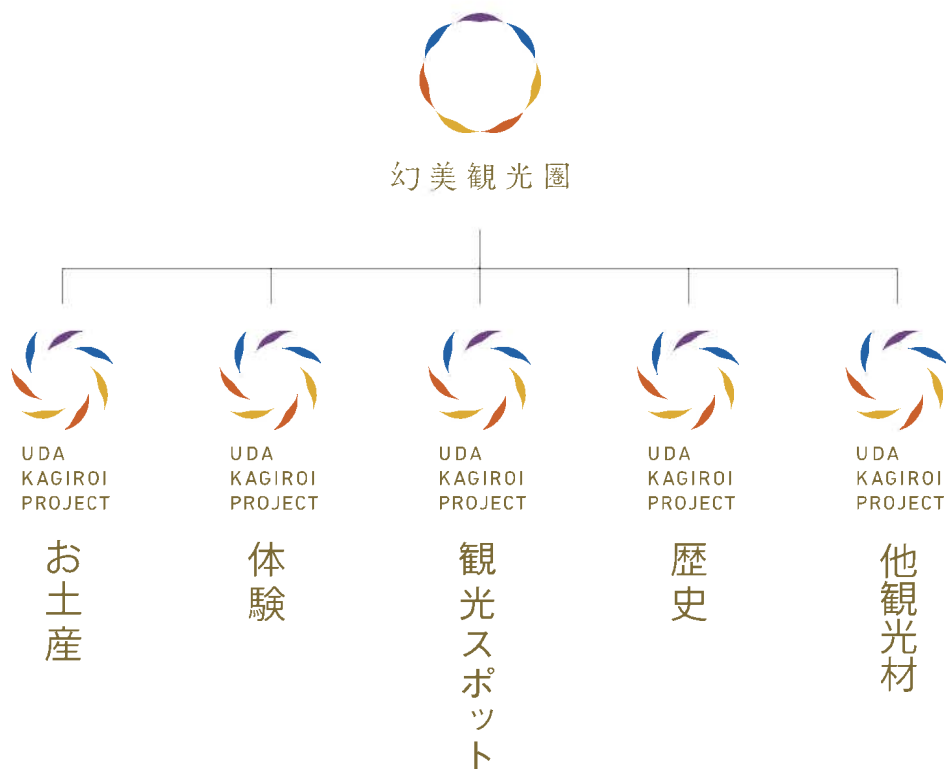 幻美観光圏
UDA
KAGIROI
PROJECT
お土産
UDA
KAGIROI
PROJECT
体験
UDA
KAGIROI
PROJECT
観光スポット
UDA
KAGIROI
PROJECT
歴史
UDA
KAGIROI
PROJECT
他観光材